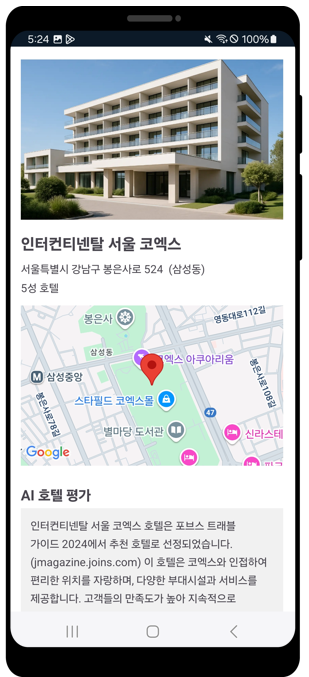 5:24
100%
인터컨티넨탈 서울 코엑스
서울특별시 강남구 봉은사로 524 (삼성동)
5성 호텔
봉은사
영동대로112길
삼성동
코엑스 아쿠아리움
M 삼성중앙
스타필드 코엑스몰
봉은사로108길
봉은사로78길
47
별마당 도서관
신라스테
Google
AI 호텔 평가
인터컨티넨탈 서울 코엑스 호텔은 포브스 트래블
가이드 2024에서 추천 호텔로 선정되었습니다.
(jmagazine.joins.com) 이 호텔은 코엑스와 인접하여
편리한 위치를 자랑하며, 다양한 부대시설과 서비스를
제공합니다. 고객들의 만족도가 높아 지속적으로